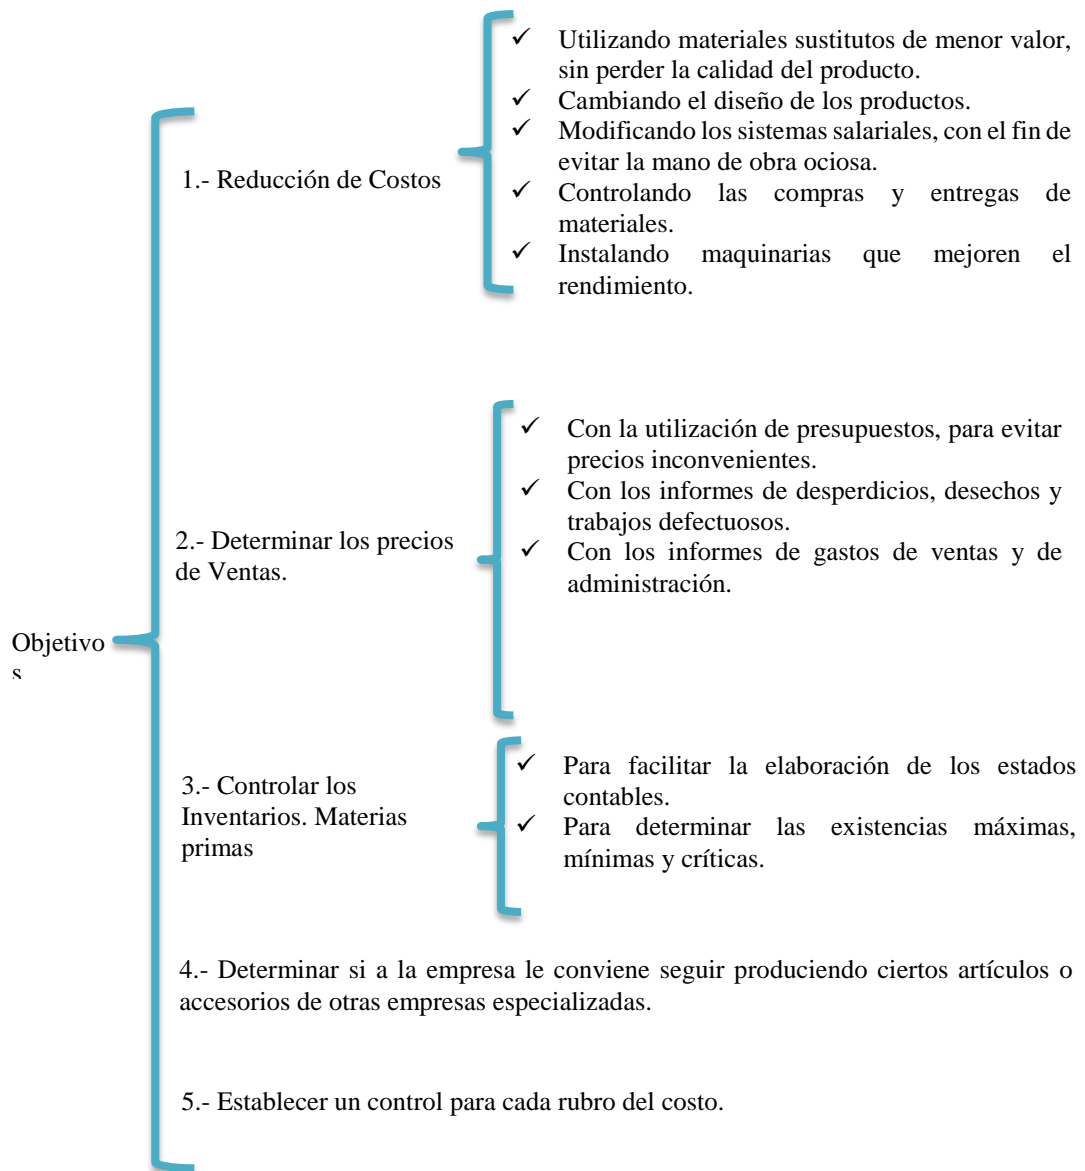 Objetivo
s
1.- Reducción de Costos
✓ Utilizando materiales sustitutos de menor valor,
sin perder la calidad del producto.
✓ Cambiando el diseño de los productos.
✓ Modificando los sistemas salariales, con el fin de
evitar la mano de obra ociosa.
✓ Controlando las compras y entregas de
materiales.
✓ Instalando maquinarias que mejoren el
rendimiento.
2.- Determinar los precios
de Ventas.
✓ Con la utilización de presupuestos, para evitar
precios inconvenientes.
✓ Con los informes de desperdicios, desechos y
trabajos defectuosos.
✓ Con los informes de gastos de ventas y de
administración.
3.- Controlar los
Inventarios. Materias
primas
✓ Para facilitar la elaboración de los estados
contables.
✓ Para determinar las existencias máximas,
mínimas y críticas.
4.- Determinar si a la empresa le conviene seguir produciendo ciertos artículos o
accesorios de otras empresas especializadas.
5.- Establecer un control para cada rubro del costo.